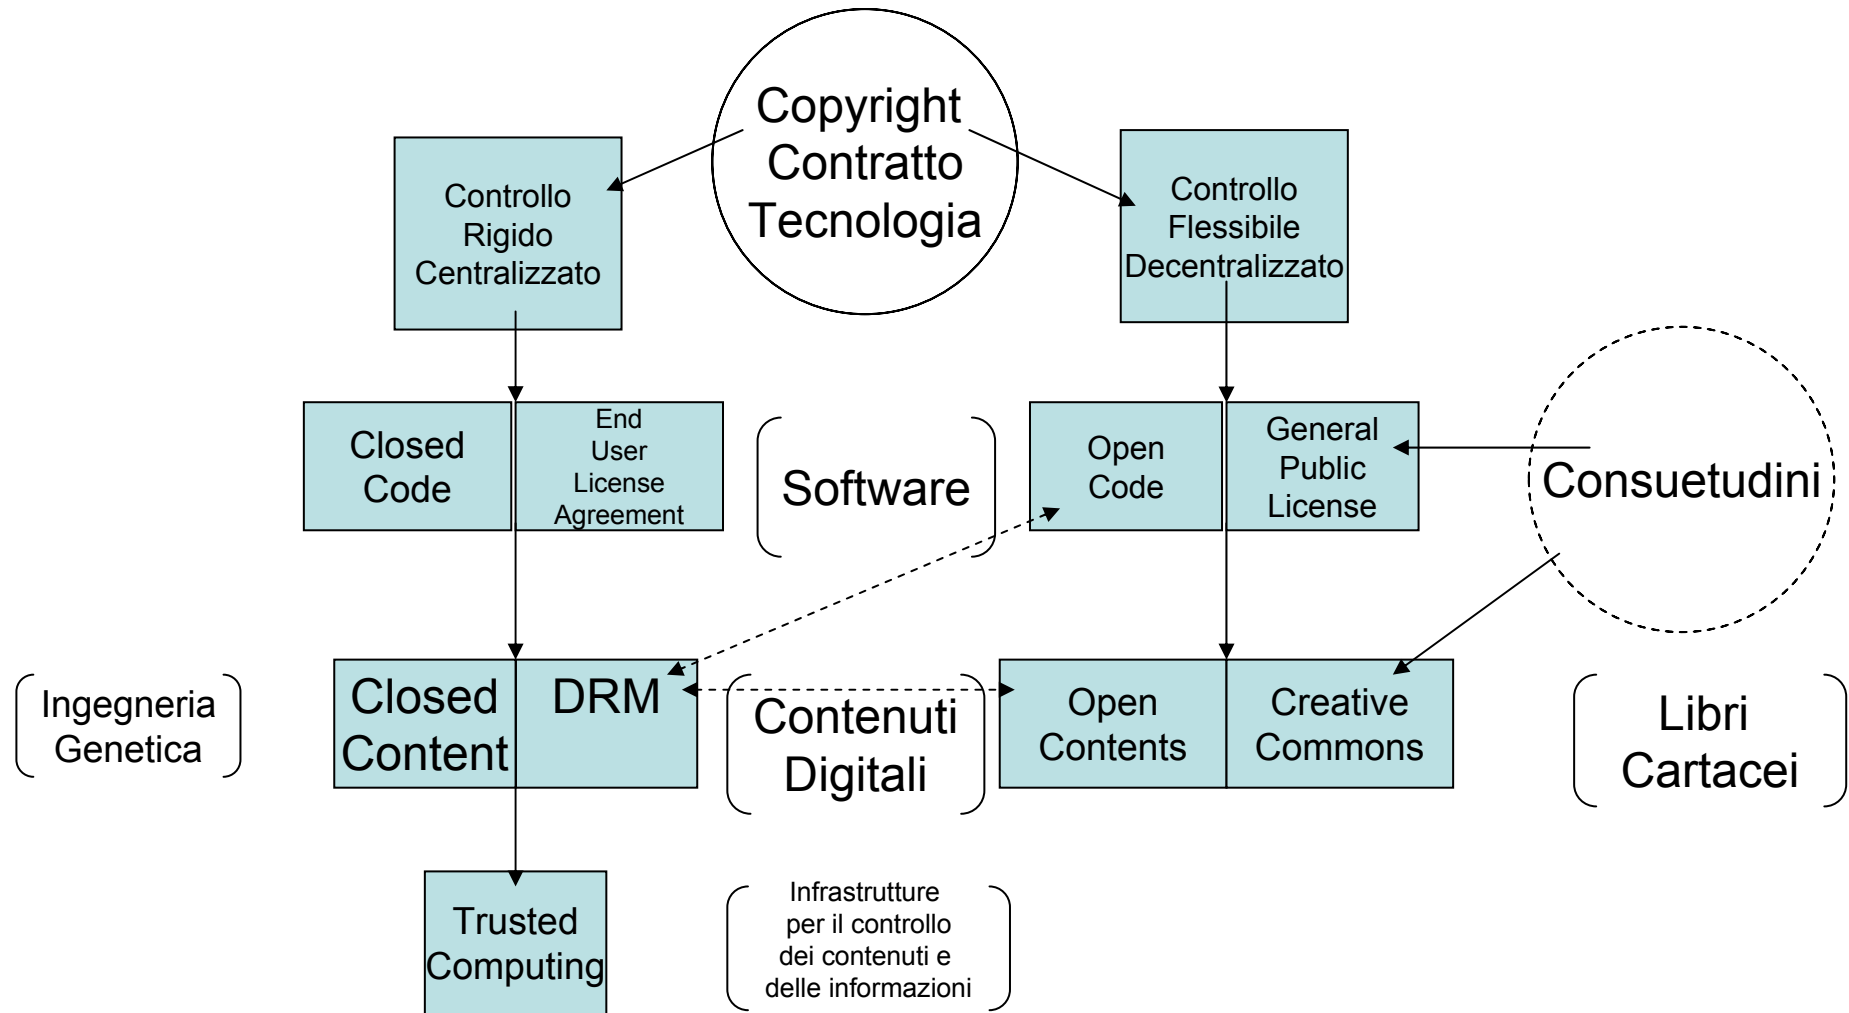 Copyright
Contratto
Tecnologia
Controllo
Rigido
Centralizzato
Controllo
Flessibile
Decentralizzato
Closed
Code
End
User
License
Agreement
Software
Open
Code
General
Public
License
Consuetudini
Ingegneria
Genetica
Closed
Content
DRM
Contenuti
Digitali
Open
Contents
Creative
Commons
Libri
Cartacei
Trusted
Computing
Infrastrutture
per il controllo
dei contenuti e
delle informazioni